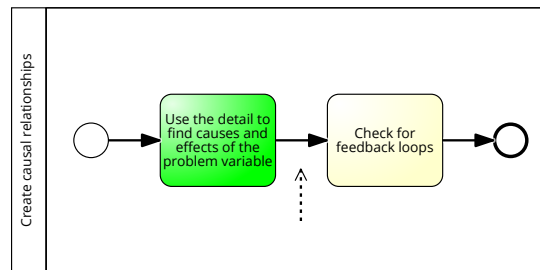 Create causal relationships
Use the detail to
find causes and
effects of the
problem variable
Check for
feedback loops